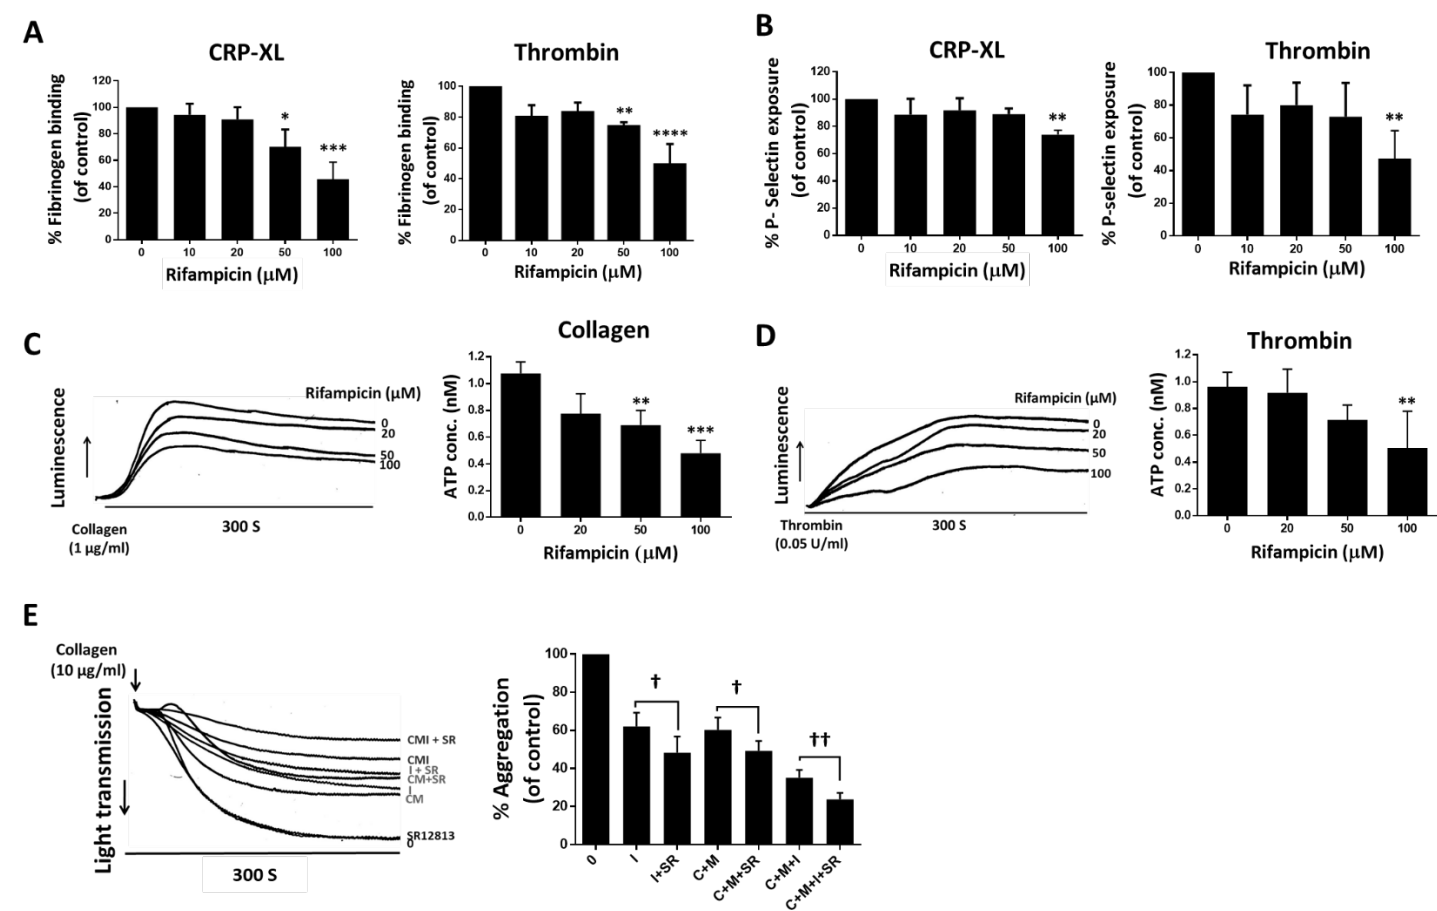 A
CRP-XL
% Fibrinogen binding
(of control)
120
100
80
60
40
20
0
*
***
0 10 20 50 100
Rifampicin (µM)
Thrombin
% Fibrinogen binding
(of control)
100
80
60
40
20
0
**
****
0 10 20 50 100
Rifampicin (µM)
B
CRP-XL
% P- Selectin exposure
(of control)
120
100
80
60
40
20
0
**
0 10 20 50 100
Rifampicin (µM)
Thrombin
% P-selectin exposure
(of control)
100
80
60
40
20
0
**
0 10 20 50 100
Rifampicin (µM)
C
Luminescence
Rifampicin (µM)
0
20
50
100
Collagen
(1 µg/ml)
300 S
Collagen
ATP conc. (nM)
1.2
1.0
0.8
0.6
0.4
0.2
0.0
**
***
0 20 50 100
Rifampicin (µM)
D
Luminescence
Rifampicin (µM)
0
20
50
100
Thrombin
(0.05 U/ml)
300 S
Thrombin
ATP conc. (nM)
1.2
1.0
0.8
0.6
0.4
0.2
0.0
**
0 20 50 100
Rifampicin (µM)
E
Collagen
(10 µg/ml)
Light transmission
CMI + SR
CMI
I + SR
CM+SR
I
CM
SR12813
0
300 S
% Aggregation
(of control)
100
80
60
40
20
0
†
†
††
0 I I+SR C+M C+M+SR C+M+I C+M+I+SR